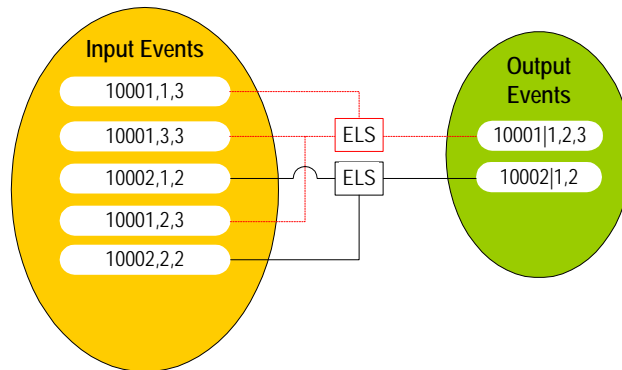 Input Events
10001,1,3
10001,3,3
10002,1,2
10001,2,3
10002,2,2
ELS
ELS
Output
Events
10001|1,2,3
10002|1,2